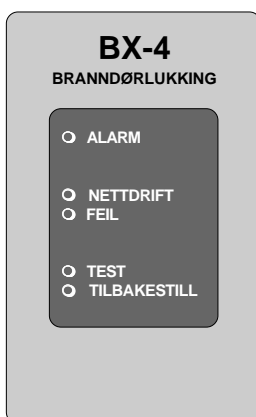 BX-4
BRANNDØRLUKKING
ALARM
NETTDRIFT
FEIL
TEST
TILBAKESTILL